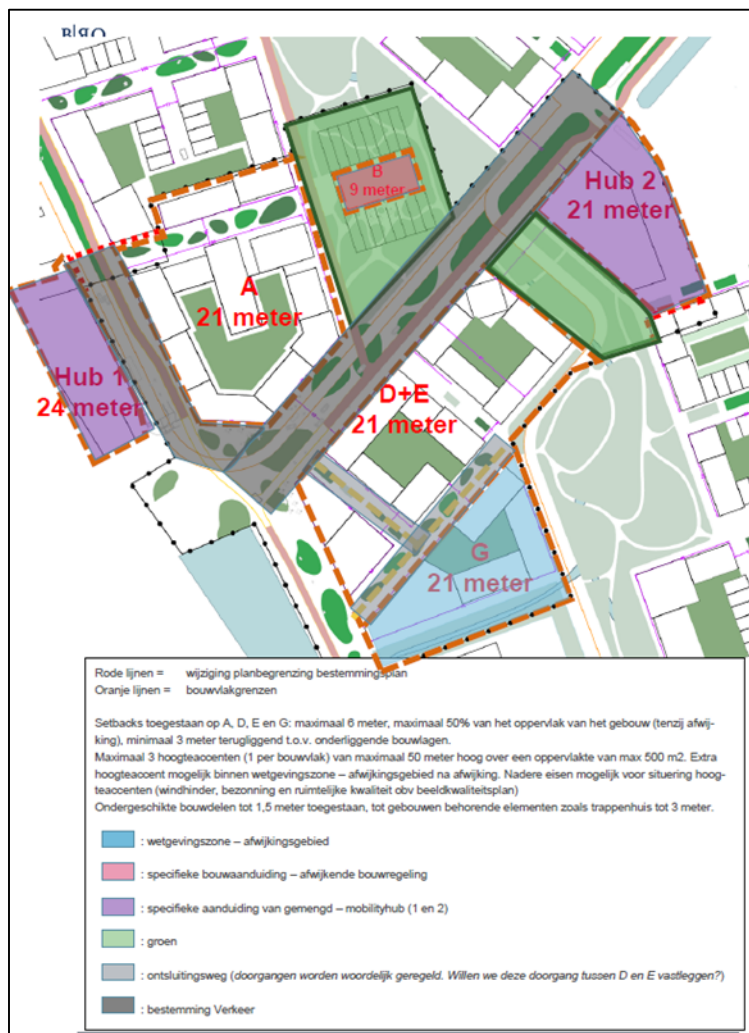 B
9 meter
Hub 2
21 meter
A
21 meter
Hub 1
24 meter
D+E
21 meter
G
21 meter
Rode lijnen = wijziging planbegrenzing bestemmingsplan
Oranje lijnen = bouwvlakgrenzen
Setbacks toegestaan op A, D, E en G: maximaal 6 meter, maximaal 50% van het oppervlak van het gebouw (tenzij afwij-
king), minimaal 3 meter terugliggend t.o.v. onderliggende bouwlagen.
Maximaal 3 hoogteaccenten (1 per bouwvlak) van maximaal 50 meter hoog over een oppervlakte van max 500 m2. Extra
hoogteaccent mogelijk binnen wetgevingszone – afwijkingsgebied na afwijking. Nadere eisen mogelijk voor situering hoog-
teaccenten (windhinder, bezonning en ruimtelijke kwaliteit obv beeldkwaliteitsplan)
Ondergeschikte bouwdelen tot 1,5 meter toegestaan, tot gebouwen behorende elementen zoals trappenhuis tot 3 meter.
: wetgevingszone – afwijkingsgebied
: specifieke bouwaanduiding – afwijkende bouwregeling
: specifieke aanduiding van gemengd – mobilityhub (1 en 2)
: groen
: ontsluitingsweg (doorgangen worden woordelijk geregeld. Willen we deze doorgang tussen D en E vastleggen?)
: bestemming Verkeer